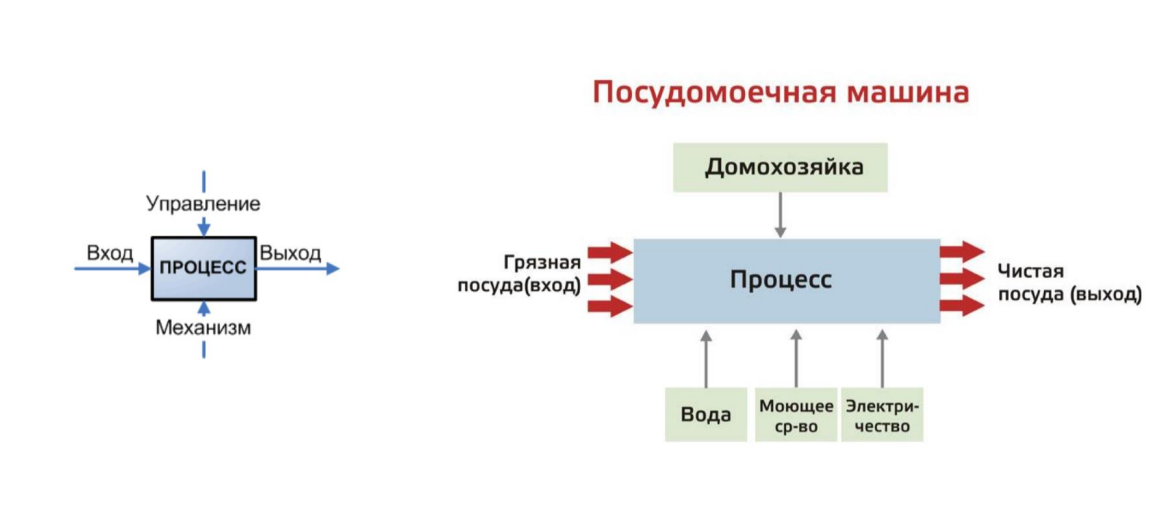 Управление
Вход
ПРОЦЕСС
Выход
Механизм
Посудомоечная машина
Домохозяйка
Грязная
посуда(вход)
Процесс
Чистая
посуда (выход)
Вода
Моющее
ср-во
Электри-
чество